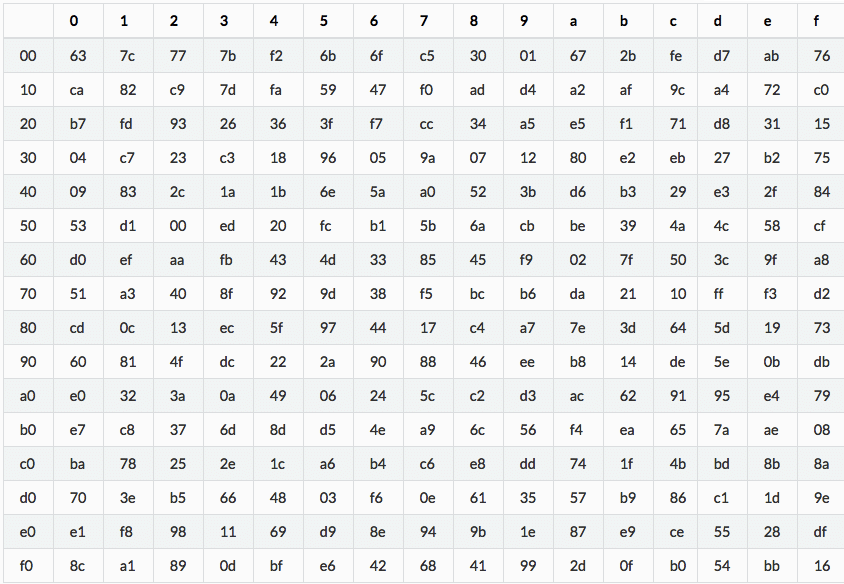 0 1 2 3 4 5 6 7 8 9 a b c d e f
00 63 7c 77 7b f2 6b 6f c5 30 01 67 2b fe d7 ab 76
10 ca 82 c9 7d fa 59 47 f0 ad d4 a2 af 9c a4 72 c0
20 b7 fd 93 26 36 3f f7 cc 34 a5 e5 f1 71 d8 31 15
30 04 c7 23 c3 18 96 05 9a 07 12 80 e2 eb 27 b2 75
40 09 83 2c 1a 1b 6e 5a a0 52 3b d6 b3 29 e3 2f 84
50 53 d1 00 ed 20 fc b1 5b 6a cb be 39 4a 4c 58 cf
60 d0 ef aa fb 43 4d 33 85 45 f9 02 7f 50 3c 9f a8
70 51 a3 40 8f 92 9d 38 f5 bc b6 da 21 10 ff f3 d2
80 cd 0c 13 ec 5f 97 44 17 c4 a7 7e 3d 64 5d 19 73
90 60 81 4f dc 22 2a 90 88 46 ee b8 14 de 5e 0b db
a0 e0 32 3a 0a 49 06 24 5c c2 d3 ac 62 91 95 e4 79
b0 e7 c8 37 6d 8d d5 4e a9 6c 56 f4 ea 65 7a ae 08
c0 ba 78 25 2e 1c a6 b4 c6 e8 dd 74 1f 4b bd 8b 8a
d0 70 3e b5 66 48 03 f6 0e 61 35 57 b9 86 c1 1d 9e
e0 e1 f8 98 11 69 d9 8e 94 9b 1e 87 e9 ce 55 28 df
f0 8c a1 89 0d bf e6 42 68 41 99 2d 0f b0 54 bb 16